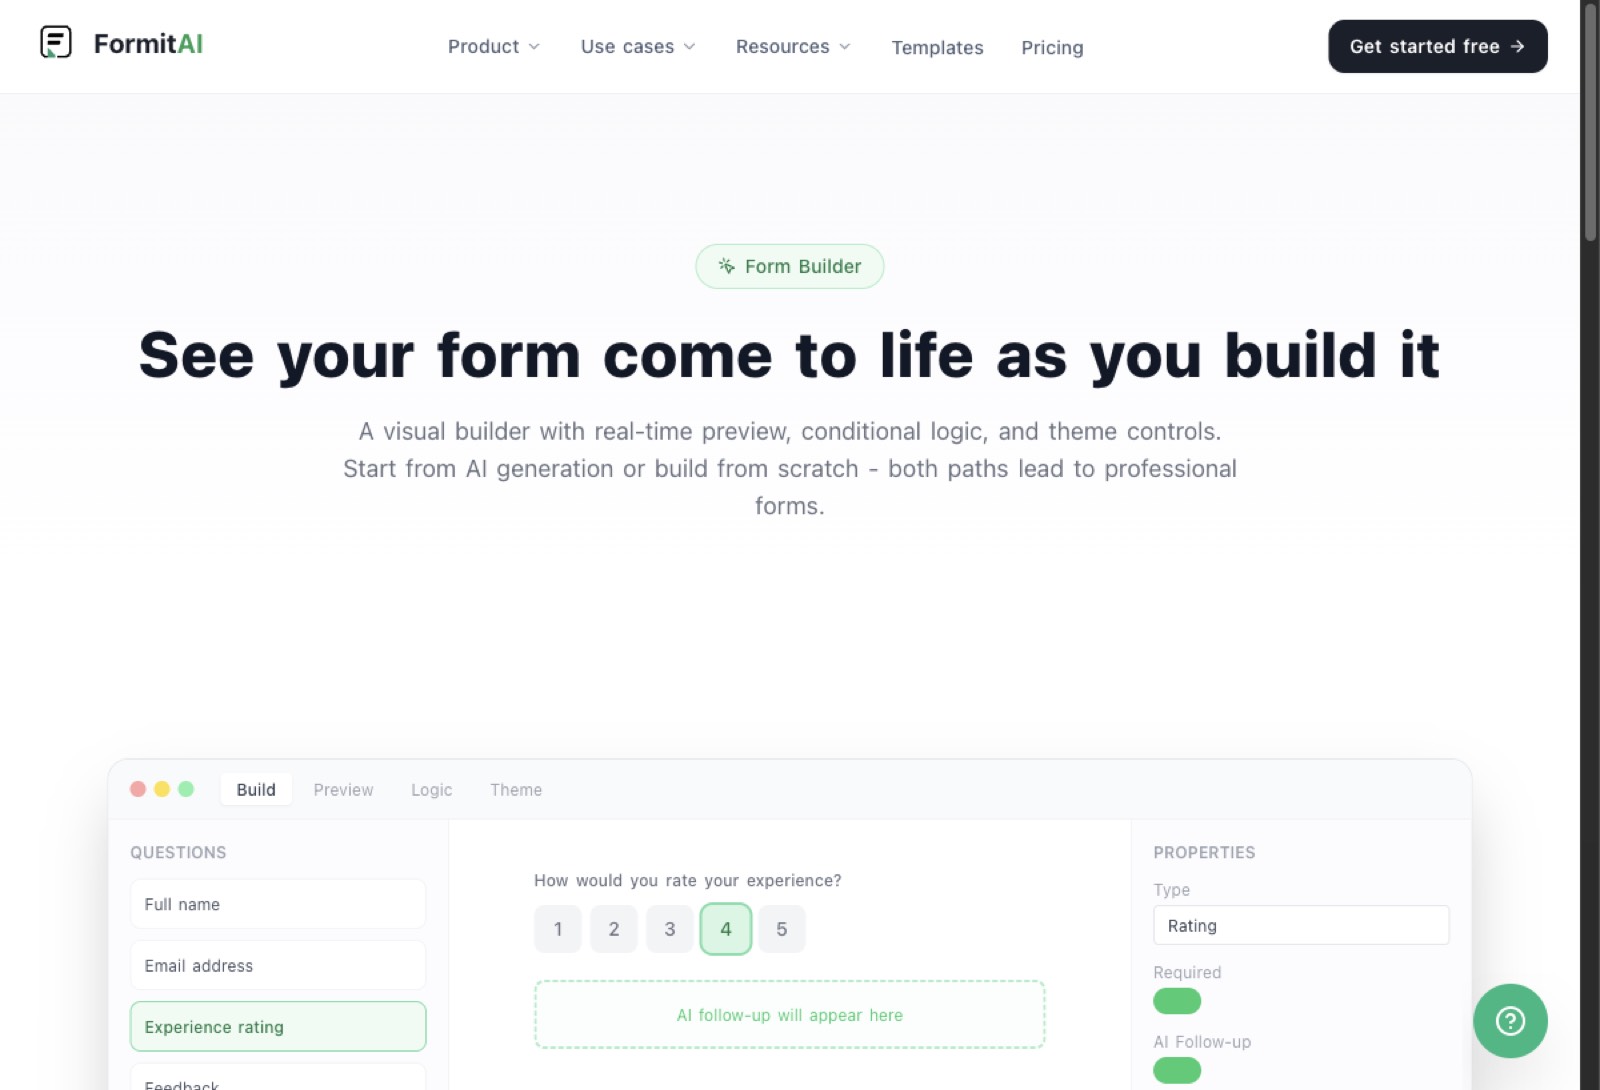 FormitAI
Product
Use cases
Resources
Templates
Pricing
Get started free →
Form Builder
See your form come to life as you build it
A visual builder with real-time preview, conditional logic, and theme controls.
Start from AI generation or build from scratch - both paths lead to professional
forms.
Build
Preview
Logic
Theme
QUESTIONS
Full name
Email address
Experience rating
Feedback
How would you rate your experience?
1 2 3 4 5
AI follow-up will appear here
PROPERTIES
Type
Rating
Required
AI Follow-up
?